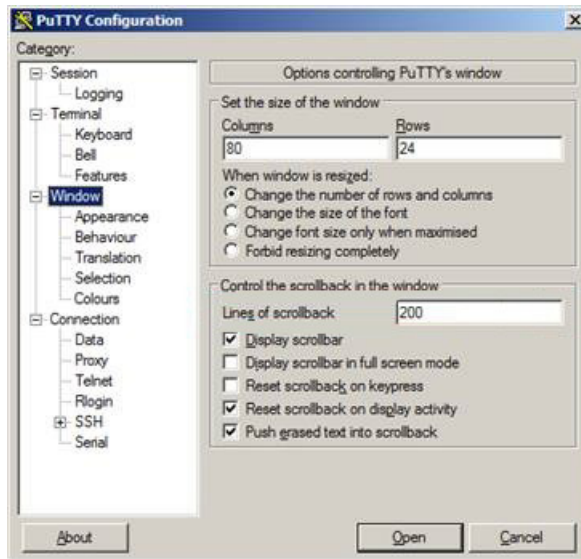 PuTTY Configuration
Category:
Session
Logging
Terminal
Keyboard
Bell
Features
Window
Appearance
Behaviour
Translation
Selection
Colours
Connection
Data
Proxy
Telnet
Rlogin
SSH
Serial
Options controlling PuTTY's window
Set the size of the window
Columns Rows
80 24
When window is resized:
Change the number of rows and columns
Change the size of the font
Change font size only when maximised
Forbid resizing completely
Control the scrollback in the window
Lines of scrollback 200
Display scrollbar
Display scrollbar in full screen mode
Reset scrollback on keypress
Reset scrollback on display activity
Push erased text into scrollback
About Open Cancel